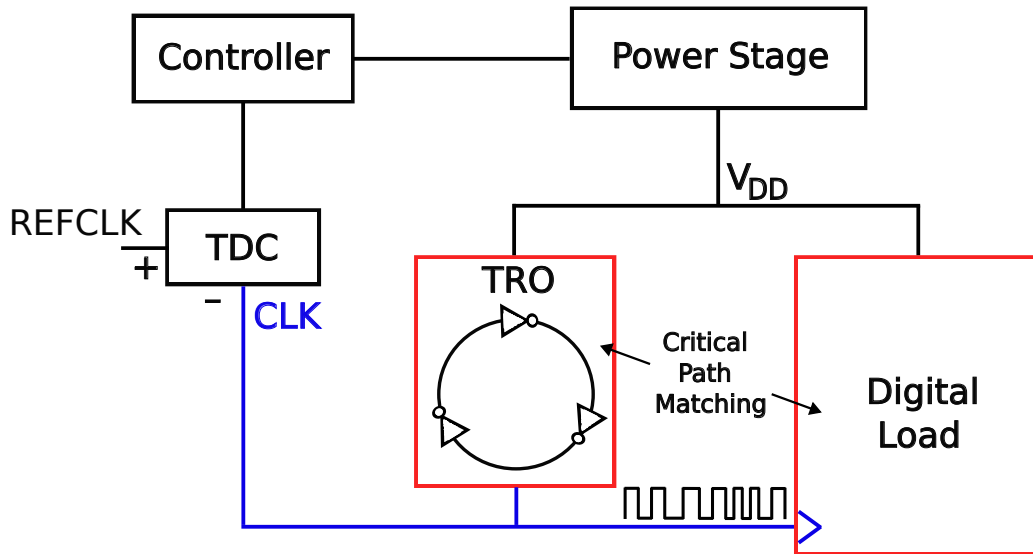 Controller
Power Stage
VDD
REFCLK
+
TDC
–
CLK
TRO
Critical
Path
Matching
Digital
Load